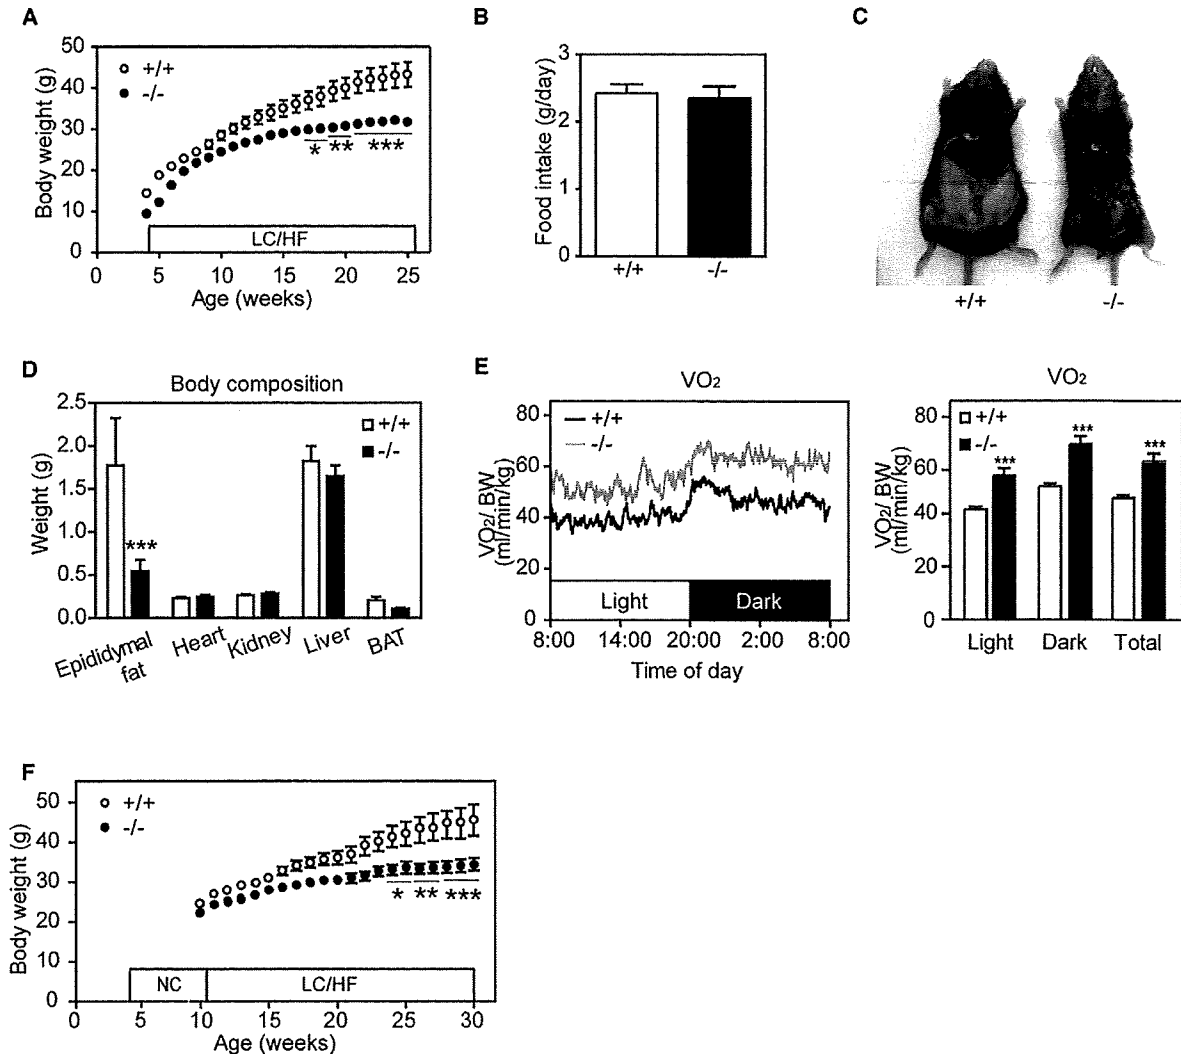 A
Body weight (g)
50
40
30
20
10
0
+/+
-/-
* ** ***
LC/HF
0 5 10 15 20 25
Age (weeks)
B
Food intake (g/day)
3
2
1
0
+/+ -/-
C
+/+ -/-
D
Body composition
Weight (g)
2.5
2.0
1.5
1.0
0.5
0.0
+/+
-/-
***
Epididymal fat
Heart
Kidney
Liver
BAT
E
VO2
VO2/ BW
(ml/min/kg)
80
60
40
20
0
+/+
-/-
Light Dark
8:00 14:00 20:00 2:00 8:00
Time of day
VO2
VO2/ BW
(ml/min/kg)
80
60
40
20
0
+/+
-/-
*** *** ***
Light Dark Total
F
Body weight (g)
50
40
30
20
10
0
+/+
-/-
* ** ***
NC LC/HF
0 5 10 15 20 25 30
Age (weeks)